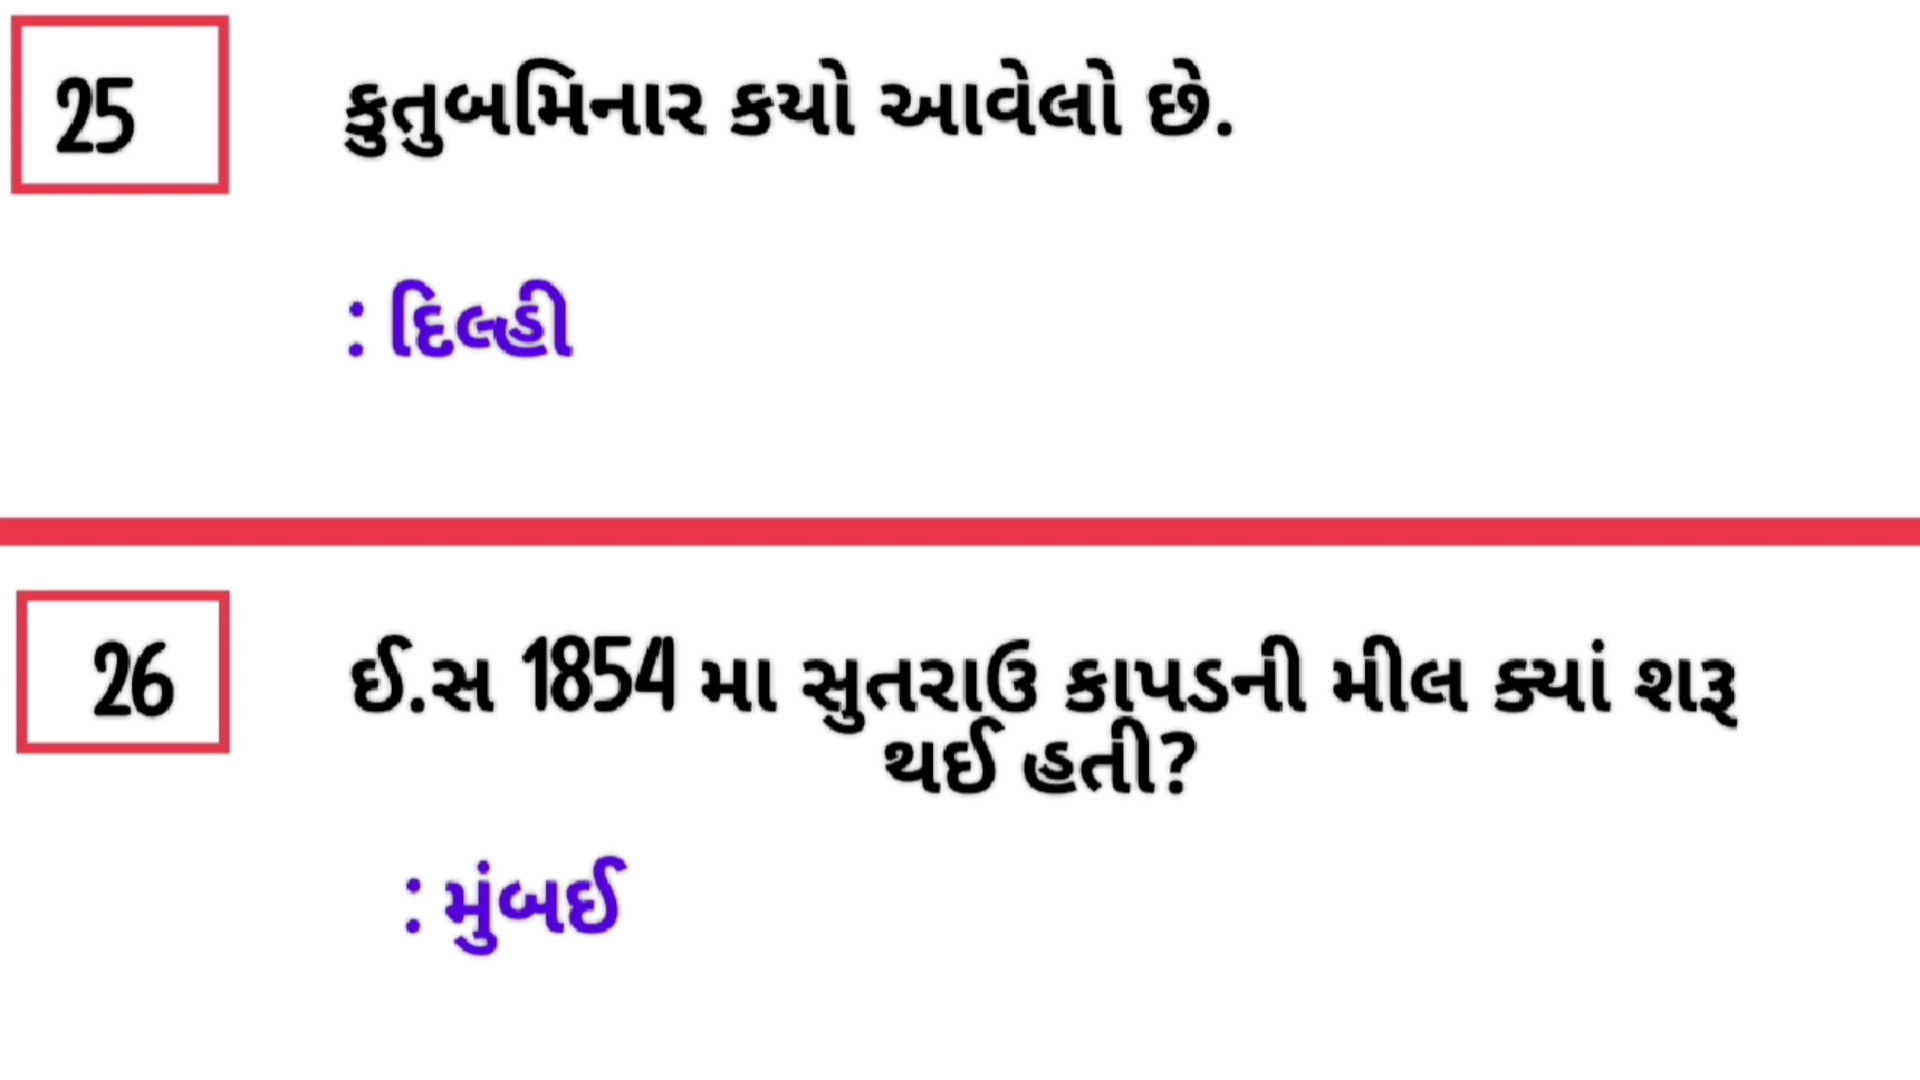 25
કુતુબમિનાર કયો આવેલો છે.
: દિલ્હી
26
ઈ.સ 1854 મા સુતરાઉ કાપડની મીલ ક્યાં શરૂ
થઈ હતી?
: મુંબઈ